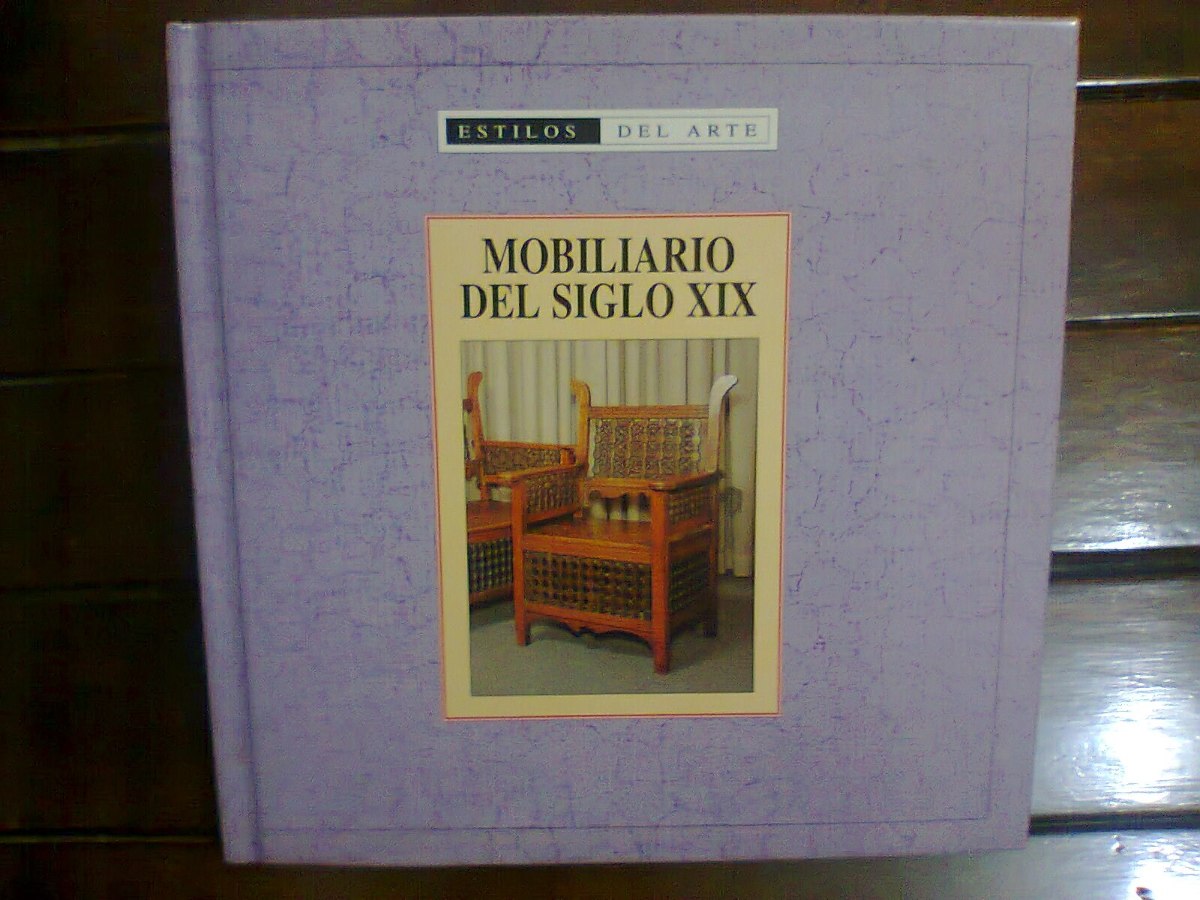 ESTILOS DEL ARTE
MOBILIARIO
DEL SIGLO XIX